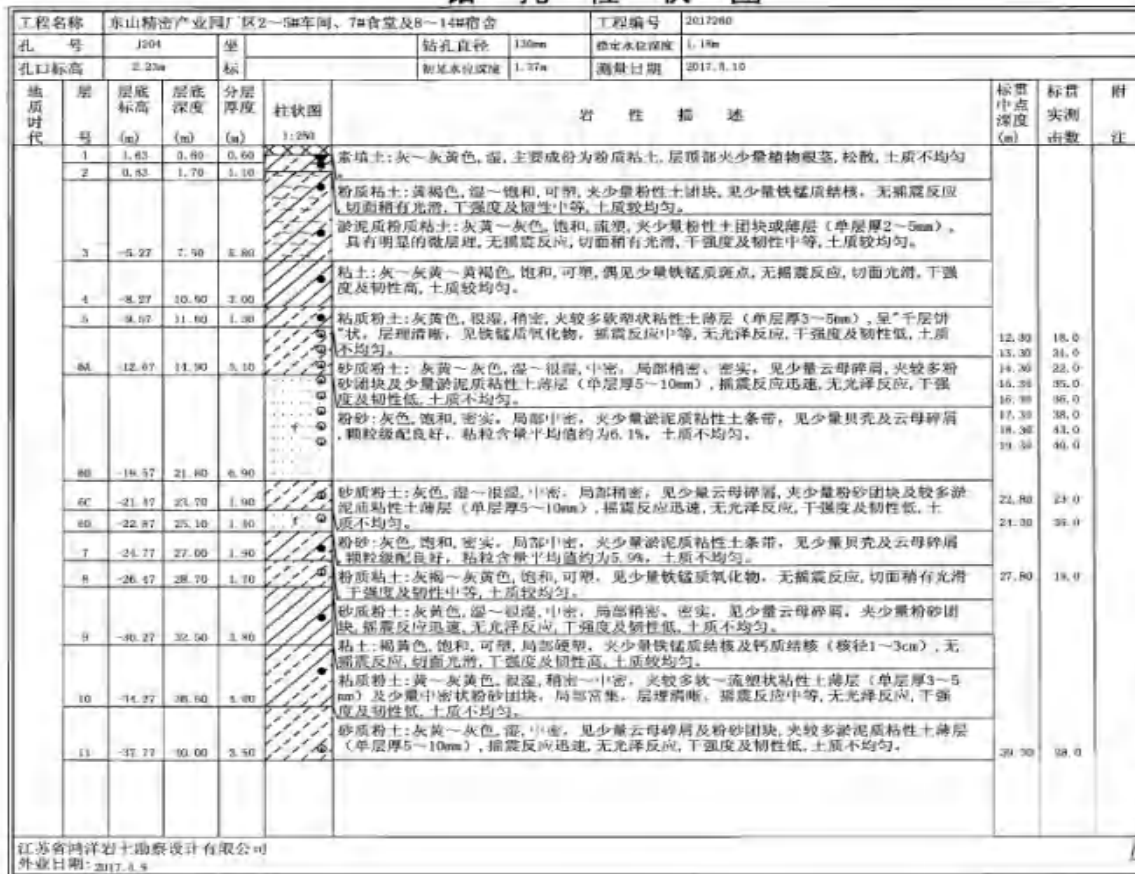 钻 孔 柱 状 图
工程名称 东山精密产业园厂区2～5#车间、7#食堂及8～14#宿舍 工程编号 2017260
孔 号 J204 坐 钻孔直径 130mm 稳定水位深度 1.18m
孔口标高 2.23m 标 初见水位深度 1.37m 测量日期
地质时代 层号 层底标高(m) 层底深度(m) 分层厚度(m) 柱状图 1:250 岩 性 描 述 标贯中点深度(m) 标贯实测击数 附注
1 1.63 0.60 0.60 素填土:灰～灰黄色,湿,主要成份为粉质粘土,层顶部夹少量植物根茎,松散,土质不均匀
。
2 1.70 1.10
粉质粘土:黄褐色,湿～饱和,可塑,夹少量粉性土团块,见少量铁锰质结核,无摇震反应
,切面稍有光滑,干强度及韧性中等,土质较均匀。
淤泥质粉质粘土:灰黄～灰色,饱和,流塑,夹少量粉性土团块或薄层(单层厚2～5mm),
具有明显的微层理,无摇震反应,切面稍有光滑,干强度及韧性中等,土质较均匀。
3 -5.27 7.50 5.80
粘土:灰～灰黄～黄褐色,饱和,可塑,偶见少量铁锰质斑点,无摇震反应,切面光滑,干强
度及韧性高,土质较均匀。
4 -8.27 10.50 3.00
5 -9.57 11.80 1.30 粘质粉土:灰黄色,很湿,稍密,夹较多软塑状粘性土薄层(单层厚3～5mm),呈"千层饼
"状,层理清晰,见铁锰质氧化物,摇震反应中等,无光泽反应,干强度及韧性低,土质
不均匀。
12.30 18.0
13.30 21.0
6A 11.90 3.10 砂质粉土:灰黄～灰色,湿～很湿,中密,局部稍密、密实,见少量云母碎屑,夹较多粉 14.30 22.0
砂团块及少量淤泥质粘性土薄层(单层厚5～10mm),摇震反应迅速,无光泽反应,干强
度及韧性低,土质不均匀。
35.0
36.0
粉砂:灰色,饱和,密实,局部中密,夹少量淤泥质粘性土条带,见少量贝壳及云母碎屑 17.30 38.0
,颗粒级配良好,粘粒含量平均值约为6.1%,土质不均匀。 18.30 43.0
19.30 40.0
-19.57 21.80 6.90
6C -21.47 23.70 1.90 砂质粉土:灰色,湿～很湿,中密,局部稍密,见少量云母碎屑,夹少量粉砂团块及较多淤 22.80 23.0
泥质粘性土薄层(单层厚5～10mm),摇震反应迅速,无光泽反应,干强度及韧性低,土
质不均匀。
-22.87 25.10 24.30
7 -24.77 27.00 1.90 粉砂:灰色,饱和,密实,局部中密,夹少量淤泥质粘性土条带,见少量贝壳及云母碎屑
,颗粒级配良好,粘粒含量平均值约为5.9%,土质不均匀。
8 -26.47 28.70 1.70 粉质粘土:灰褐～灰黄色,饱和,可塑,见少量铁锰质氧化物,无摇震反应,切面稍有光滑 27.80 19.0
,干强度及韧性中等,土质较均匀。
砂质粉土:灰黄色,湿～很湿,中密,局部稍密、密实,见少量云母碎屑,夹少量粉砂团
块,摇震反应迅速,无光泽反应,干强度及韧性低,土质不均匀。
9 -30.27 32.50 3.80
粘土:褐黄色,饱和,可塑,局部硬塑,夹少量铁锰质结核及钙质结核(核径1～3cm),无
摇震反应,切面光滑,干强度及韧性高,土质较均匀。
粘质粉土:黄～灰黄色,很湿,稍密～中密,夹较多软～流塑状粘性土薄层(单层厚3～5
mm)及少量中密状粉砂团块,局部富集,层理清晰,摇震反应中等,无光泽反应,干强
度及韧性低,土质不均匀。
10
砂质粉土:灰～灰黄色,湿,中密,见少量云母碎屑及粉砂团块,夹较多淤泥质粘性土薄层
(单层厚5～10mm),摇震反应迅速,无光泽反应,干强度及韧性低,土质不均匀。
11 -37.77 40.00 3.50 39.30
江苏省鸿洋岩土勘察设计有限公司
外业日期: